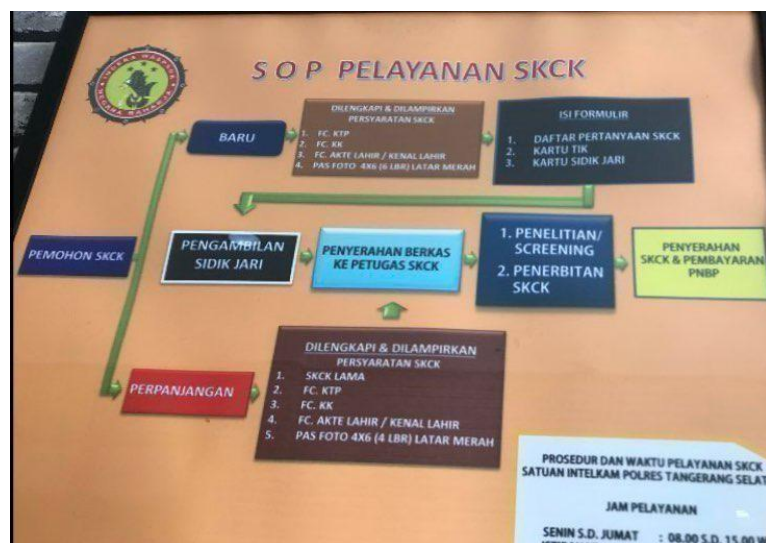 INTEGRA WASPADA
NEGARA RAHARJA
S O P PELAYANAN SKCK
BARU
DILENGKAPI & DILAMPIRKAN
PERSYARATAN SKCK
1. FC. KTP
2. FC. KK
3. FC. AKTE LAHIR / KENAL LAHIR
4. PAS FOTO 4X6 (6 LBR) LATAR MERAH
ISI FORMULIR
1. DAFTAR PERTANYAAN SKCK
2. KARTU TIK
3. KARTU SIDIK JARI
PEMOHON SKCK
PENGAMBILAN
SIDIK JARI
PENYERAHAN BERKAS
KE PETUGAS SKCK
1. PENELITIAN/
SCREENING
2. PENERBITAN
SKCK
PENYERAHAN
SKCK & PEMBAYARAN
PNBP
PERPANJANGAN
DILENGKAPI & DILAMPIRKAN
PERSYARATAN SKCK
1. SKCK LAMA
2. FC. KTP
3. FC. KK
4. FC. AKTE LAHIR / KENAL LAHIR
5. PAS FOTO 4X6 (4 LBR) LATAR MERAH
PROSEDUR DAN WAKTU PELAYANAN SKCK
SATUAN INTELKAM POLRES TANGERANG SELAT
JAM PELAYANAN
SENIN S.D. JUMAT : 08.00 S.D. 15.00 W